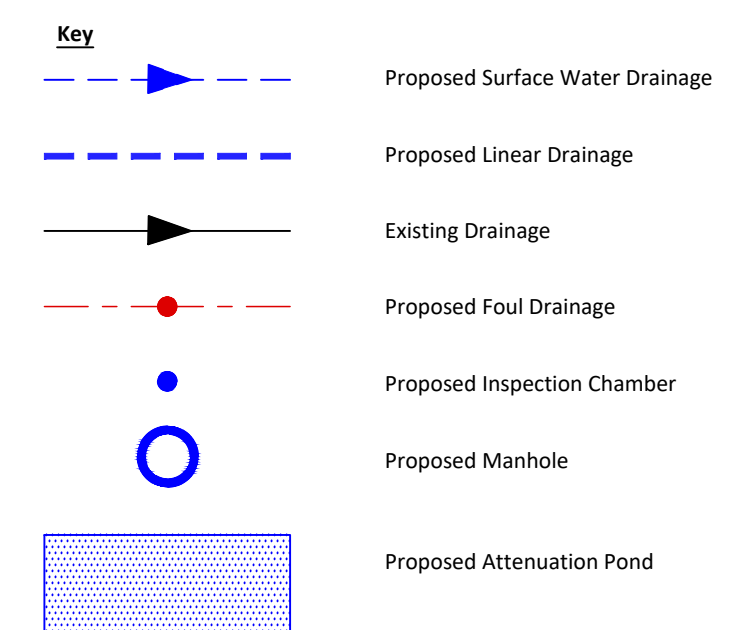 Key
Proposed Surface Water Drainage
Proposed Linear Drainage
Existing Drainage
Proposed Foul Drainage
Proposed Inspection Chamber
Proposed Manhole
Proposed Attenuation Pond